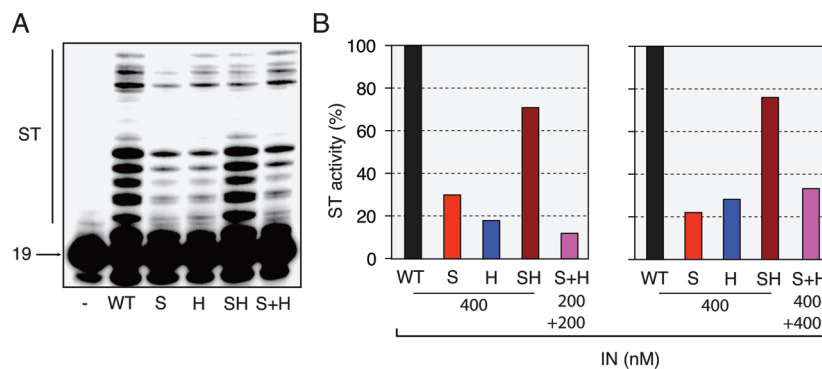 A
ST
19
- WT S H SH S+H
B
ST activity (%)
100
80
60
40
20
0
WT S H SH S+H
400 200
+200
WT S H SH S+H
400 400
+400
IN (nM)